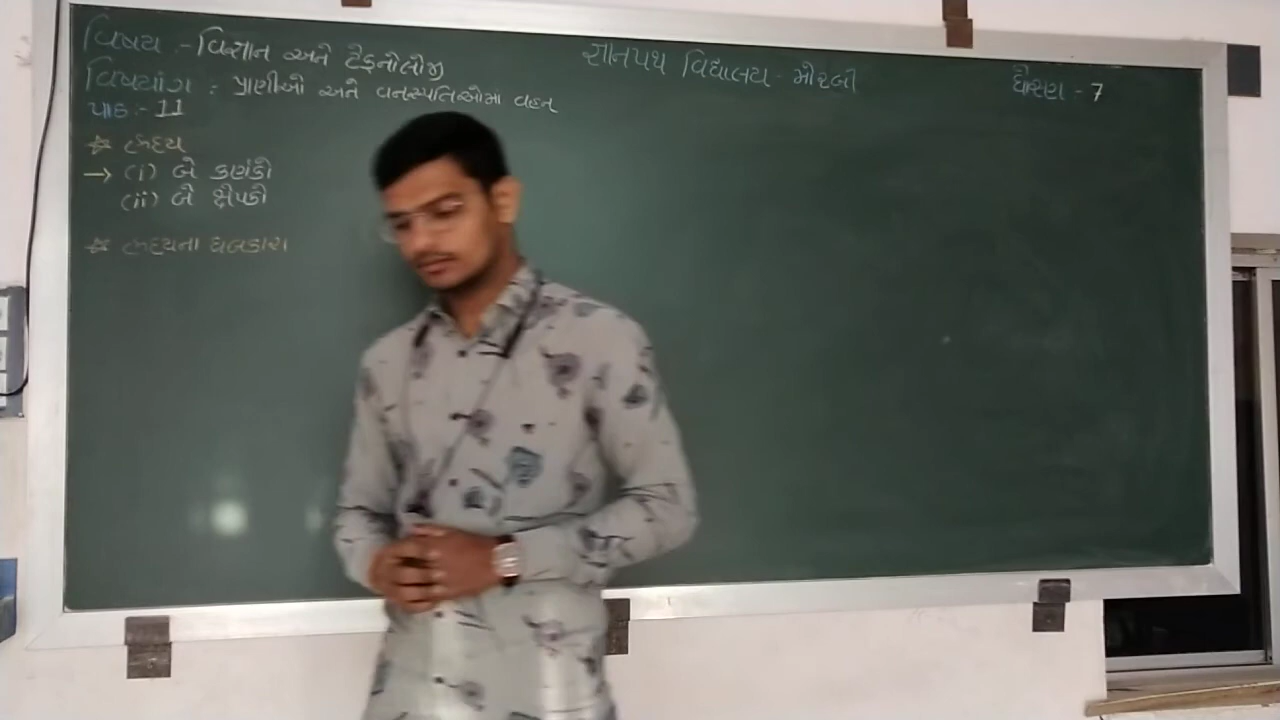 વિષય :- વિજ્ઞાન અને ટેક્નોલોજી
જ્ઞાનપથ વિદ્યાલય - મોરબી
ધોરણ :- 7
વિષયાંગ : પ્રાણીઓ અને વનસ્પતિઓમાં વહન
પાઠ :- 11
☆ હૃદય
→ (i) બે કર્ણકો
(ii) બે ક્ષેપકો
☆ હૃદયના ધબકારા